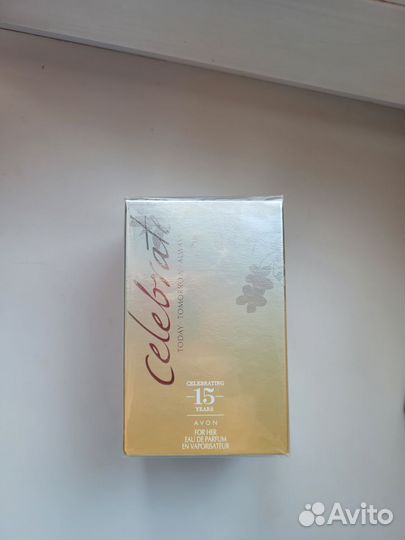 Celebrate
TODAY TOMORROW ALWAYS
CELEBRATING
15
YEARS
AVON
FOR HER
EAU DE PARFUM
EN VAPORISATEUR
Avito